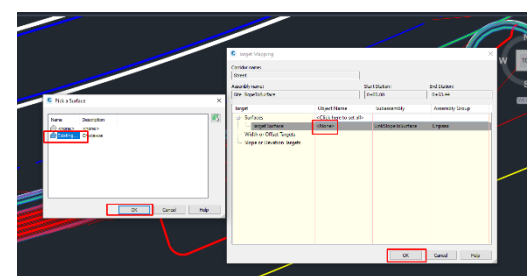 Pick a Surface
Name Description
<none> <none>
Existing...
OK Cancel Help
Target Mapping
Corridor name:
Street
Assembly name: Start Station: End Station:
Target Object Name Subassembly Assembly Group
Surfaces <Click here to set all>
Target Surface <None> LinkSlopeToSurface
Width or Offset Targets
Slope or Elevation Targets
OK Cancel Help
W